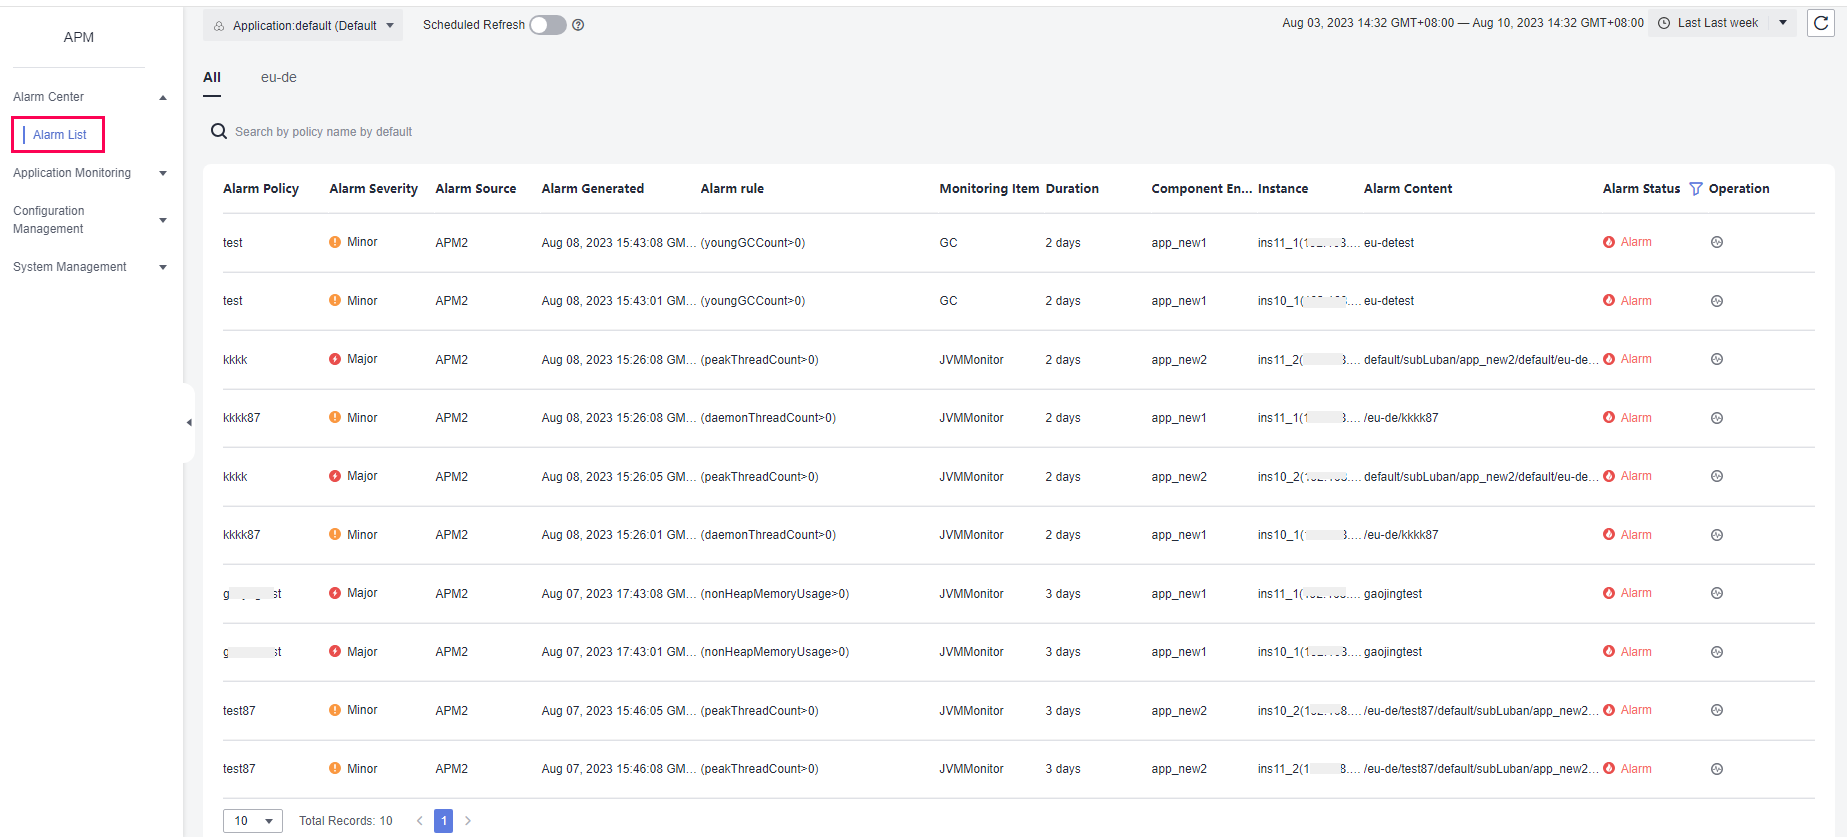 APM
Alarm Center
Alarm List
Application Monitoring
Configuration
Management
System Management
Application:default (Default
Scheduled Refresh
Aug 03, 2023 14:32 GMT+08:00 — Aug 10, 2023 14:32 GMT+08:00
Last Last week
All eu-de
Search by policy name by default
Alarm Policy Alarm Severity Alarm Source Alarm Generated Alarm rule Monitoring Item Duration Component En... Instance Alarm Content Alarm Status Operation
test Minor APM2 Aug 08, 2023 15:43:08 GM... (youngGCCount>0) GC 2 days app_new1 ins11_1( 3.... eu-detest Alarm
test Minor APM2 Aug 08, 2023 15:43:01 GM... (youngGCCount>0) GC 2 days app_new1 ins10_1( .... eu-detest Alarm
kkkk Major APM2 Aug 08, 2023 15:26:08 GM... (peakThreadCount>0) JVMMonitor 2 days app_new2 ins11_2( 3.... default/subLuban/app_new2/default/eu-de... Alarm
kkkk87 Minor APM2 Aug 08, 2023 15:26:08 GM... (daemonThreadCount>0) JVMMonitor 2 days app_new1 ins11_1(1 3.... /eu-de/kkkk87 Alarm
kkkk Major APM2 Aug 08, 2023 15:26:05 GM... (peakThreadCount>0) JVMMonitor 2 days app_new2 ins10_2( .... default/subLuban/app_new2/default/eu-de... Alarm
kkkk87 Minor APM2 Aug 08, 2023 15:26:01 GM... (daemonThreadCount>0) JVMMonitor 2 days app_new1 ins10_1( 3.... /eu-de/kkkk87 Alarm
g st Major APM2 Aug 07, 2023 17:43:08 GM... (nonHeapMemoryUsage>0) JVMMonitor 3 days app_new1 ins11_1( .... gaojingtest Alarm
g st Major APM2 Aug 07, 2023 17:43:01 GM... (nonHeapMemoryUsage>0) JVMMonitor 3 days app_new1 ins10_1( 3.... gaojingtest Alarm
test87 Minor APM2 Aug 07, 2023 15:46:05 GM... (peakThreadCount>0) JVMMonitor 3 days app_new2 ins10_2( 8.... /eu-de/test87/default/subLuban/app_new2... Alarm
test87 Minor APM2 Aug 07, 2023 15:46:08 GM... (peakThreadCount>0) JVMMonitor 3 days app_new2 ins11_2(1 8.... /eu-de/test87/default/subLuban/app_new2... Alarm
10 Total Records: 10 < 1 >